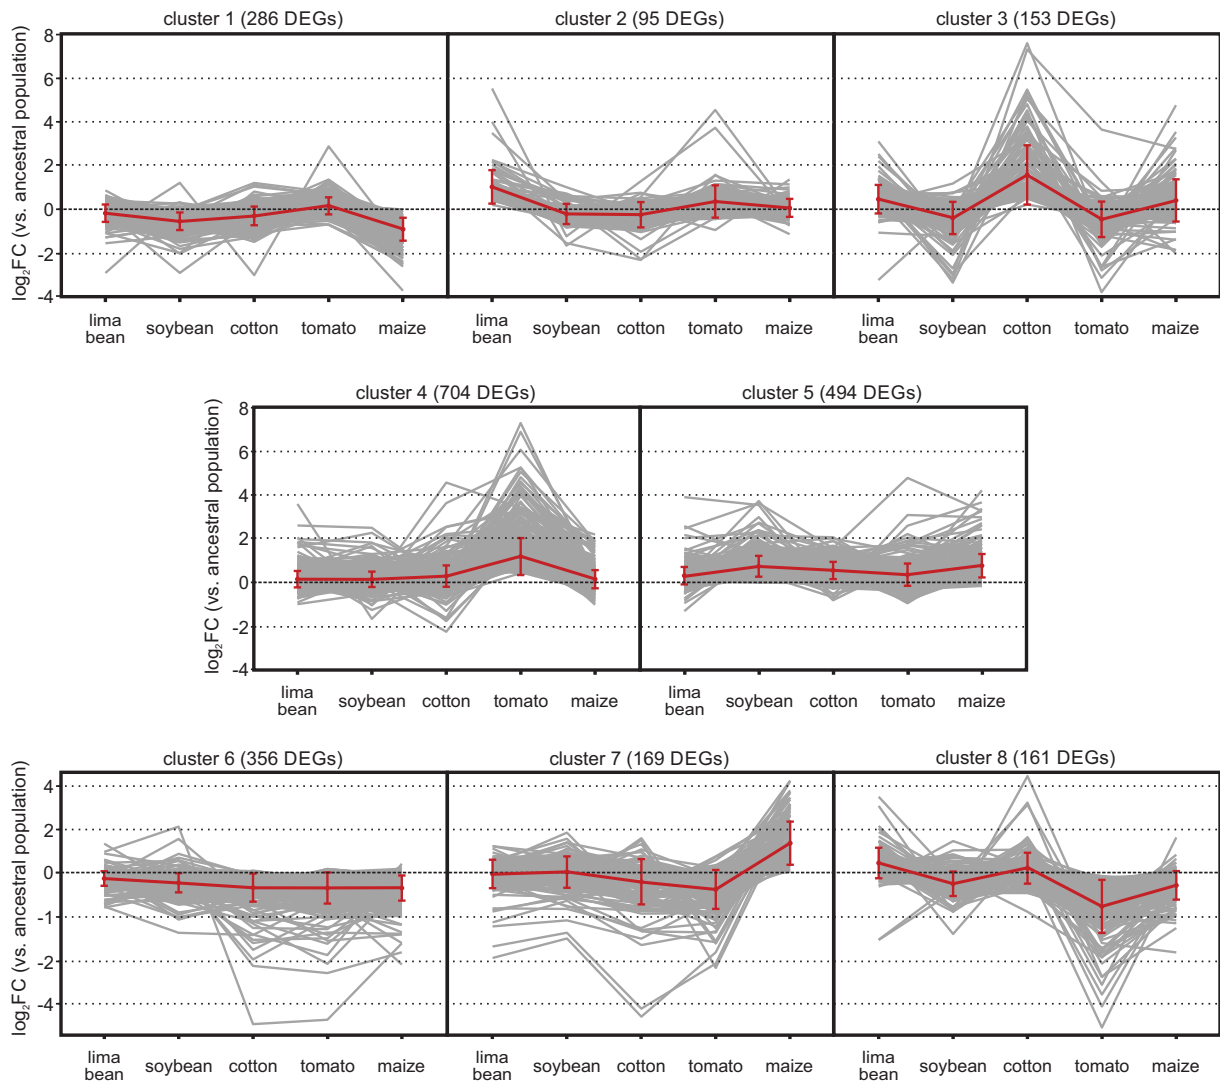 cluster 1 (286 DEGs) cluster 2 (95 DEGs) cluster 3 (153 DEGs)
log₂FC (vs. ancestral population)
8
6
4
2
0
-2
-4
lima bean soybean cotton tomato maize lima bean soybean cotton tomato maize lima bean soybean cotton tomato maize
cluster 4 (704 DEGs) cluster 5 (494 DEGs)
log₂FC (vs. ancestral population)
8
6
4
2
0
-2
-4
lima bean soybean cotton tomato maize lima bean soybean cotton tomato maize
cluster 6 (356 DEGs) cluster 7 (169 DEGs) cluster 8 (161 DEGs)
log₂FC (vs. ancestral population)
4
2
0
-1
-2
-4
lima bean soybean cotton tomato maize lima bean soybean cotton tomato maize lima bean soybean cotton tomato maize